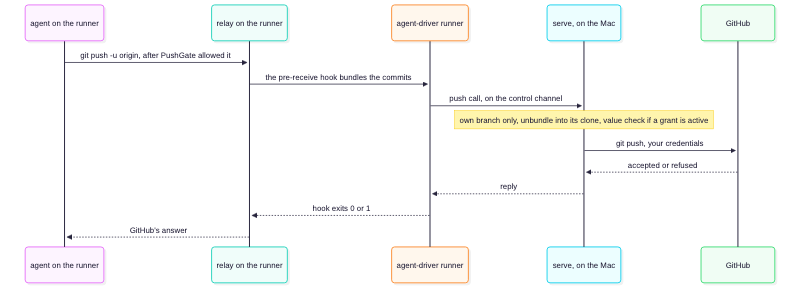 agent on the runner
relay on the runner
agent-driver runner
serve, on the Mac
GitHub
git push -u origin, after PushGate allowed it
the pre-receive hook bundles the commits
push call, on the control channel
own branch only, unbundle into its clone, value check if a grant is active
git push, your credentials
accepted or refused
reply
hook exits 0 or 1
GitHub's answer
agent on the runner
relay on the runner
agent-driver runner
serve, on the Mac
GitHub